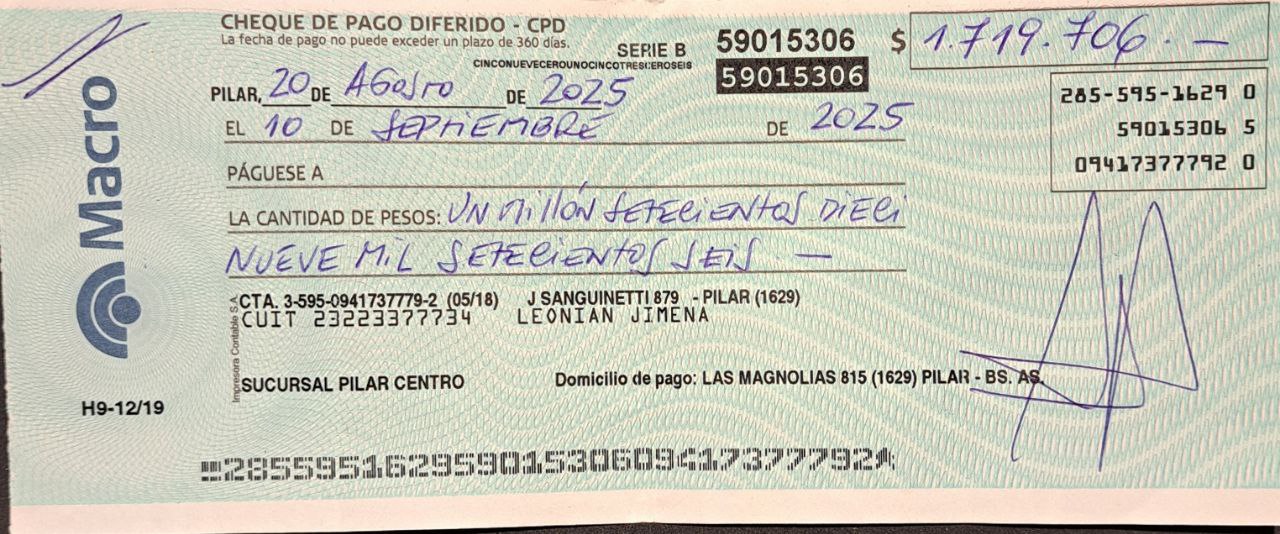 CHEQUE DE PAGO DIFERIDO - CPD
La fecha de pago no puede exceder un plazo de 360 días.
SERIE B 59015306 $ 1.719.706.—
CINCONUEVECEROUNOCINCOTRESCEROSEIS
59015306
PILAR, 20 DE AGOSTO DE 2025
285-595-1629 0
EL 10 DE SEPTIEMBRE DE 2025
59015306 5
09417377792 0
PÁGUESE A
LA CANTIDAD DE PESOS: UN MILLÓN SETECIENTOS DIECI
NUEVE MIL SETECIENTOS SEIS —
CTA. 3-595-0941737779-2 (05/18) J SANGUINETTI 879 - PILAR (1629)
CUIT 23223377734 LEONIAN JIMENA
SUCURSAL PILAR CENTRO Domicilio de pago: LAS MAGNOLIAS 815 (1629) PILAR - BS. AS.
Impresora Contable S.A.
Macro
H9-12/19
28559516295901530609417377792